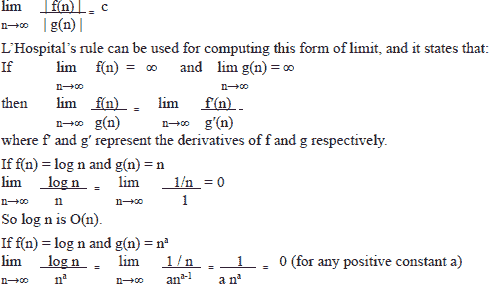 lim | f(n) | = c
n→∞ | g(n) |
L'Hospital's rule can be used for computing this form of limit, and it states that:
If lim f(n) = ∞ and lim g(n) = ∞
n→∞ n→∞
then lim f(n) = lim f'(n) .
n→∞ g(n) n→∞ g'(n)
where f' and g' represent the derivatives of f and g respectively.
If f(n) = log n and g(n) = n
lim log n = lim 1/n = 0
n→∞ n n→∞ 1
So log n is O(n).
If f(n) = log n and g(n) = nᵃ
lim log n = lim 1 / n = 1 = 0 (for any positive constant a)
n→∞ nᵃ n→∞ anᵃ⁻¹ a nᵃ